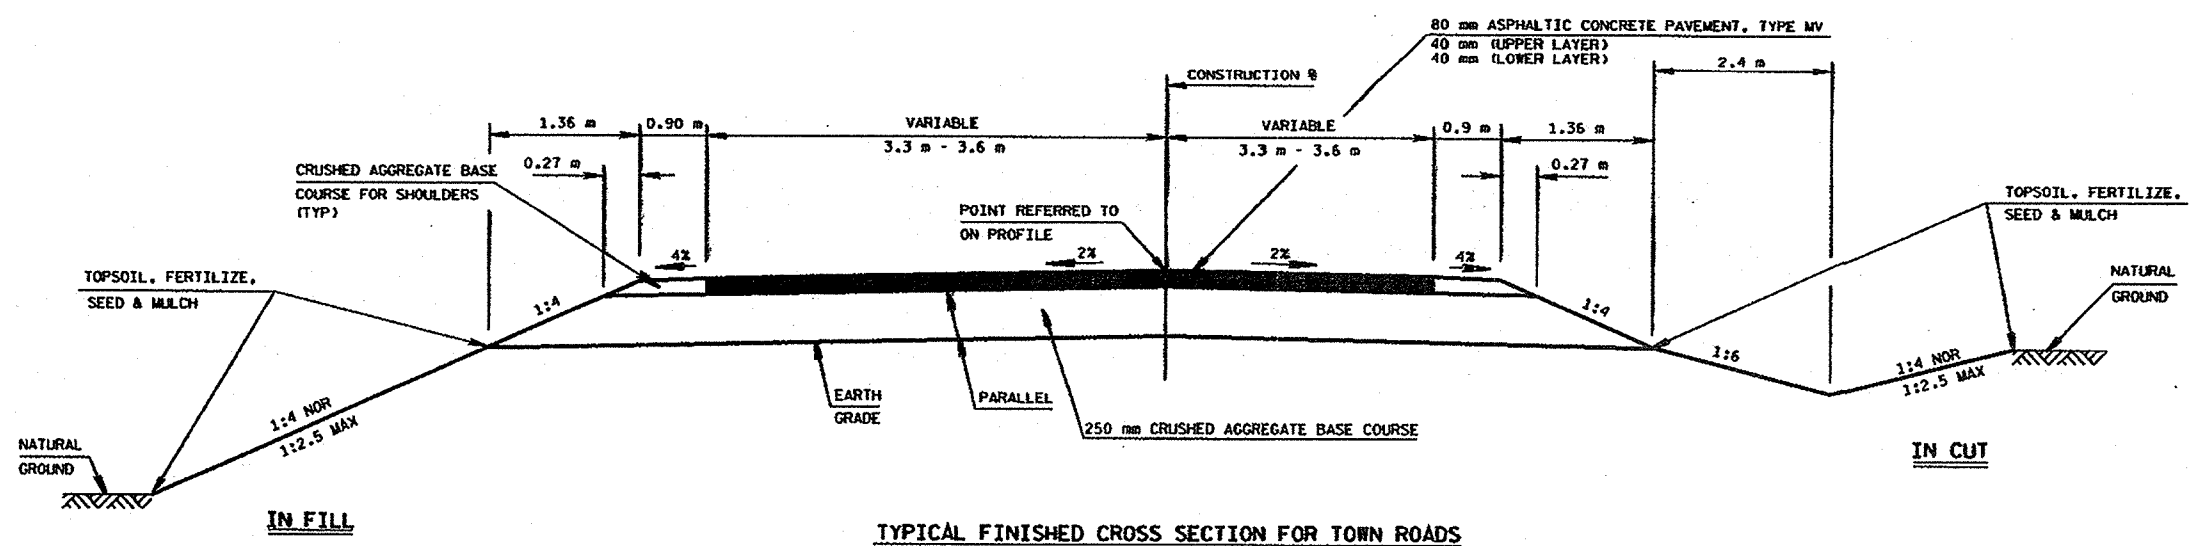 80 mm ASPHALTIC CONCRETE PAVEMENT, TYPE MV
40 mm (UPPER LAYER)
40 mm (LOWER LAYER)
2.4 m
CONSTRUCTION ℄
1.36 m
0.90 m
VARIABLE
3.3 m - 3.6 m
VARIABLE
3.3 m - 3.6 m
0.9 m
1.36 m
0.27 m
0.27 m
CRUSHED AGGREGATE BASE
COURSE FOR SHOULDERS
(TYP)
TOPSOIL, FERTILIZE,
SEED & MULCH
POINT REFERRED TO
ON PROFILE
4%
2%
2%
4%
TOPSOIL, FERTILIZE,
SEED & MULCH
NATURAL
GROUND
1:4
1:4
1:6
1:4 NOR
1:2.5 MAX
EARTH
GRADE
PARALLEL
250 mm CRUSHED AGGREGATE BASE COURSE
1:4 NOR
1:2.5 MAX
NATURAL
GROUND
IN CUT
IN FILL
TYPICAL FINISHED CROSS SECTION FOR TOWN ROADS